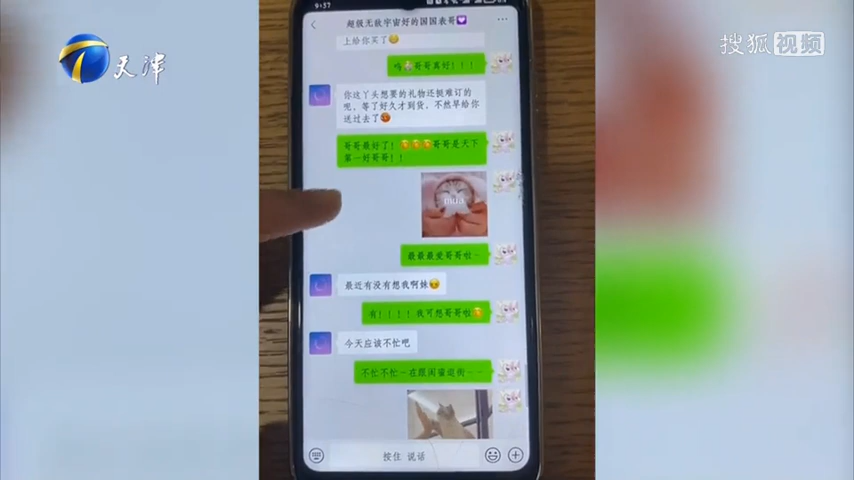 9:37
超级无敌宇宙好的国国表哥
搜狐视频
天津
上给你买了
呜哥哥真好！！！
你这丫头想要的礼物还挺难订的
呢，等了好久才到货，不然早给你
送过去了
哥哥最好了！哥哥是天下
第一好哥哥！！
mua
最最最爱哥哥啦~
最近有没有想我啊妹
有！！！！我可想哥哥啦
今天应该不忙吧
不忙不忙~在跟闺蜜逛街~~
按住 说话